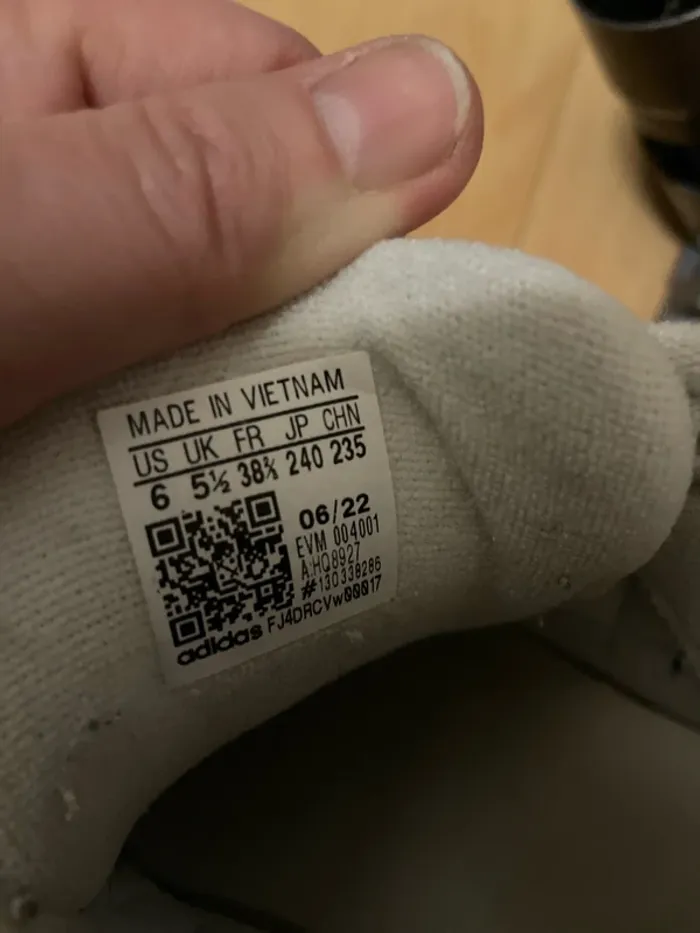 MADE IN VIETNAM
US UK FR JP CHN
6 5½ 38⅔ 240 235
06/22
EVM 004001
A:HQ8927
#130338286
adidas FJ4DRCVw00017